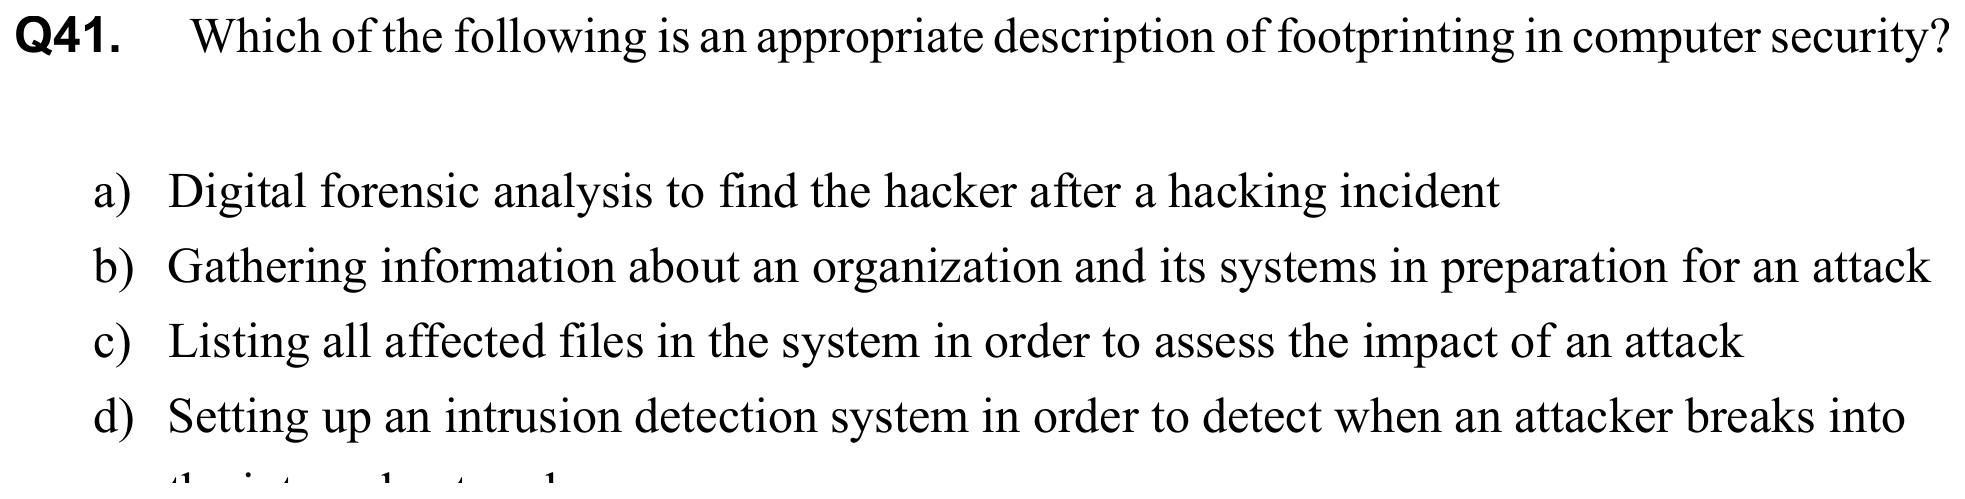 Q41. Which of the following is an appropriate description of footprinting in computer security?
a) Digital forensic analysis to find the hacker after a hacking incident
b) Gathering information about an organization and its systems in preparation for an attack
c) Listing all affected files in the system in order to assess the impact of an attack
d) Setting up an intrusion detection system in order to detect when an attacker breaks into